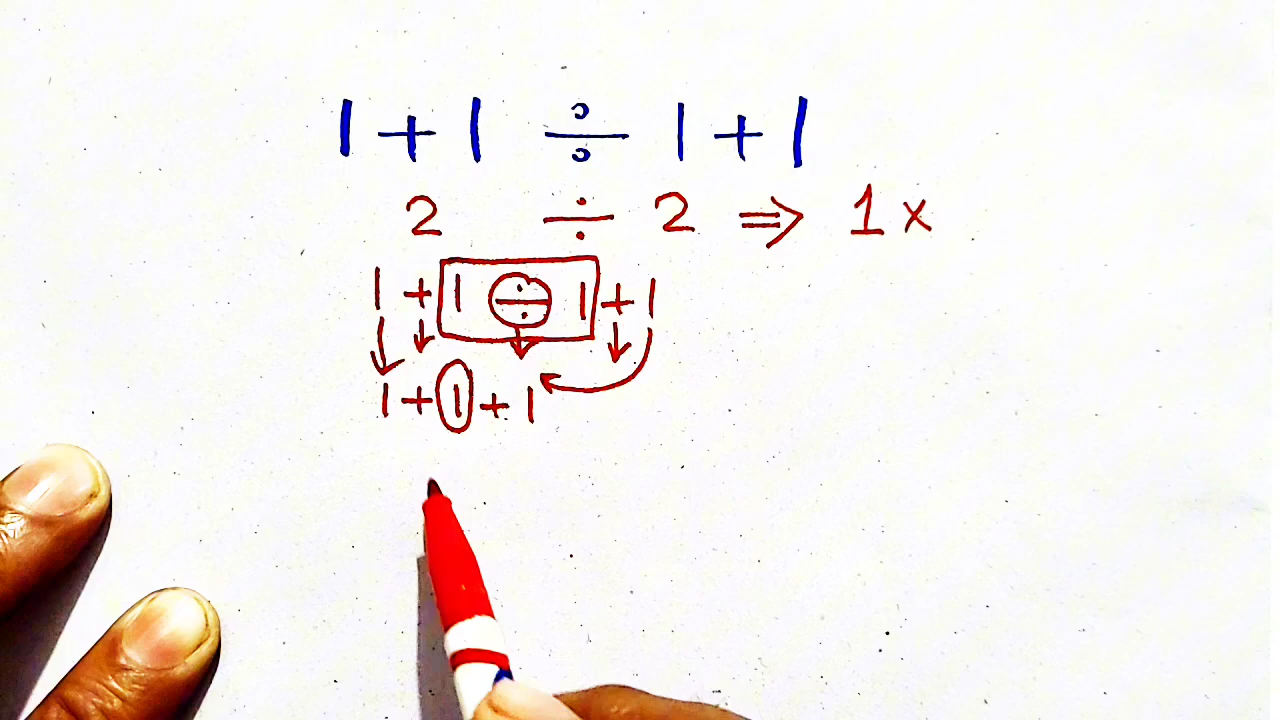 1 + 1 ÷ 1 + 1
2 ÷ 2 ⇒ 1 x
1 + 1 ÷ 1 + 1
1 + 1 + 1